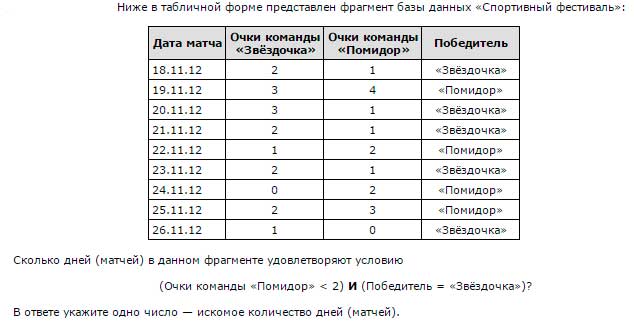 Ниже в табличной форме представлен фрагмент базы данных «Спортивный фестиваль»:
Дата матча Очки команды «Звёздочка» Очки команды «Помидор» Победитель
18.11.12 2 1 «Звёздочка»
19.11.12 3 4 «Помидор»
20.11.12 3 1 «Звёздочка»
21.11.12 2 1 «Звёздочка»
22.11.12 1 2 «Помидор»
23.11.12 2 1 «Звёздочка»
24.11.12 0 2 «Помидор»
25.11.12 2 3 «Помидор»
26.11.12 1 0 «Звёздочка»
Сколько дней (матчей) в данном фрагменте удовлетворяют условию
(Очки команды «Помидор» < 2) И (Победитель = «Звёздочка»)?
В ответе укажите одно число — искомое количество дней (матчей).